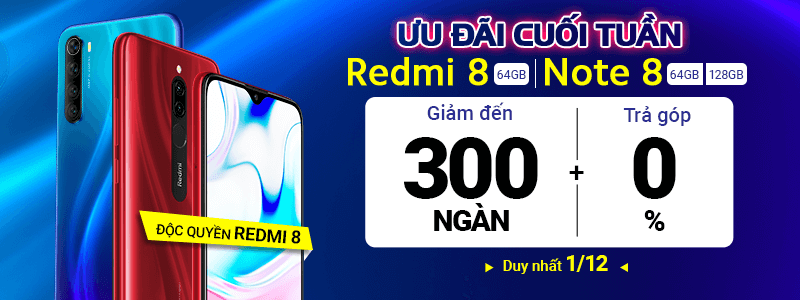 ƯU ĐÃI CUỐI TUẦN
Redmi 8 64GB | Note 8 64GB 128GB
Giảm đến
300
NGÀN
+
Trả góp
0
%
Duy nhất 1/12
ĐỘC QUYỀN REDMI 8
Redmi